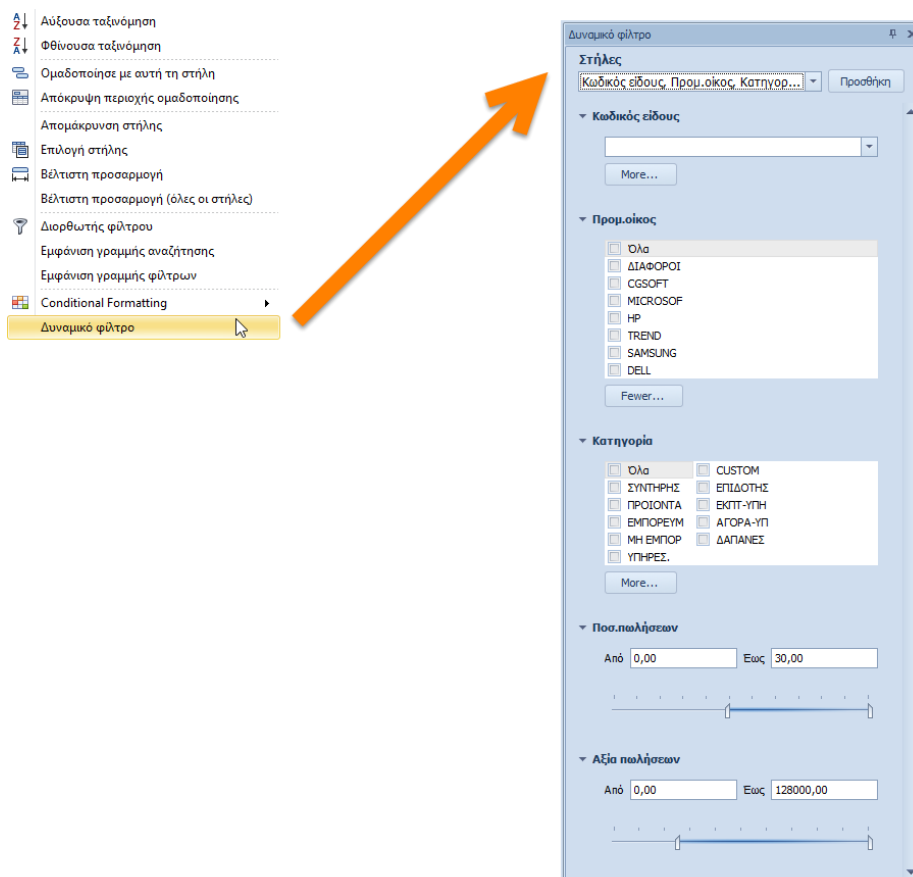 Αύξουσα ταξινόμηση
Φθίνουσα ταξινόμηση
Ομαδοποίησε με αυτή τη στήλη
Απόκρυψη περιοχής ομαδοποίησης
Απομάκρυνση στήλης
Επιλογή στήλης
Βέλτιστη προσαρμογή
Βέλτιστη προσαρμογή (όλες οι στήλες)
Διορθωτής φίλτρου
Εμφάνιση γραμμής αναζήτησης
Εμφάνιση γραμμής φίλτρων
Conditional Formatting
Δυναμικό φίλτρο
Δυναμικό φίλτρο
Στήλες
Κωδικός είδους, Προμ.οίκος, Κατηγορ... Προσθήκη
Κωδικός είδους
More...
Προμ.οίκος
Όλα
ΔΙΑΦΟΡΟΙ
CGSOFT
MICROSOF
HP
TREND
SAMSUNG
DELL
Fewer...
Κατηγορία
Όλα CUSTOM
ΣΥΝΤΗΡΗΣ ΕΠΙΔΟΤΗΣ
ΠΡΟΙΟΝΤΑ ΕΚΠΤ-ΥΠΗ
ΕΜΠΟΡΕΥΜ ΑΓΟΡΑ-ΥΠ
ΜΗ ΕΜΠΟΡ ΔΑΠΑΝΕΣ
ΥΠΗΡΕΣ.
More...
Ποσ.πωλήσεων
Από 0,00 Έως 30,00
Αξία πωλήσεων
Από 0,00 Έως 128000,00